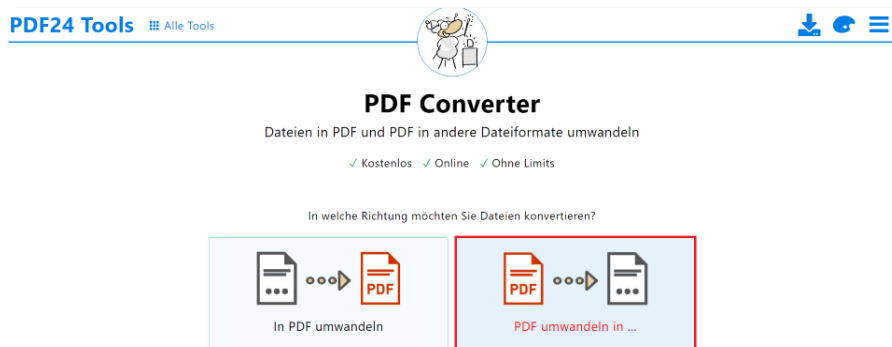 PDF24 Tools Alle Tools
PDF Converter
Dateien in PDF und PDF in andere Dateiformate umwandeln
✓ Kostenlos ✓ Online ✓ Ohne Limits
In welche Richtung möchten Sie Dateien konvertieren?
PDF PDF
In PDF umwandeln PDF umwandeln in ...